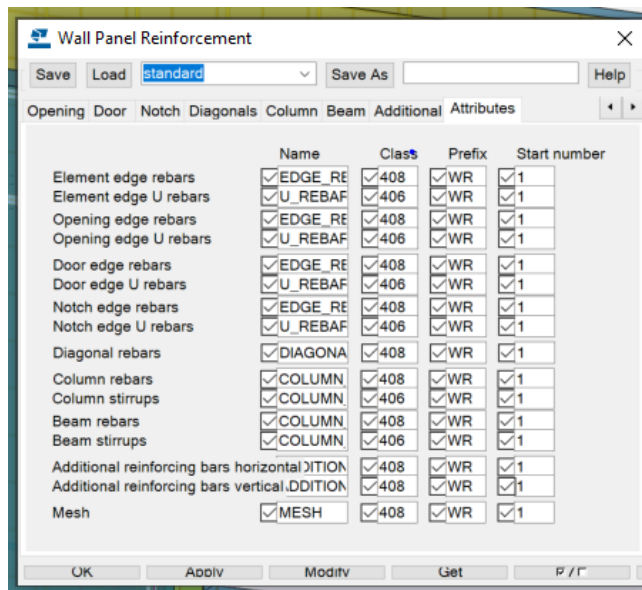 Wall Panel Reinforcement
Save Load standard Save As Help
Opening Door Notch Diagonals Column Beam Additional Attributes
Name Class Prefix Start number
Element edge rebars EDGE_RE 408 WR 1
Element edge U rebars U_REBAR 406 WR 1
Opening edge rebars EDGE_RE 408 WR 1
Opening edge U rebars U_REBAR 406 WR 1
Door edge rebars EDGE_RE 408 WR 1
Door edge U rebars U_REBAR 406 WR 1
Notch edge rebars EDGE_RE 408 WR 1
Notch edge U rebars U_REBAR 406 WR 1
Diagonal rebars DIAGONA 408 WR 1
Column rebars COLUMN_ 408 WR 1
Column stirrups COLUMN_ 406 WR 1
Beam rebars COLUMN_ 408 WR 1
Beam stirrups COLUMN_ 406 WR 1
Additional reinforcing bars horizontal DITION 408 WR 1
Additional reinforcing bars vertical ADDITION 408 WR 1
Mesh MESH 408 WR 1
OK Apply Modify Get